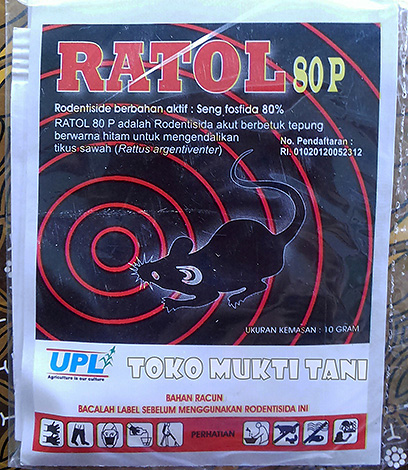 RATOL 80 P
Rodentiside berbahan aktif : Seng fosfida 80%
RATOL 80 P adalah Rodentisida akut berbetuk tepung
berwarna hitam untuk mengendalikan
tikus sawah (Rattus argentiventer)
No. Pendaftaran :
RI. 01020120052312
UKURAN KEMASAN : 10 GRAM
UPL
Agriculture is our culture
TOKO MUKTI TANI
BAHAN RACUN
BACALAH LABEL SEBELUM MENGGUNAKAN RODENTISIDA INI
PERHATIAN